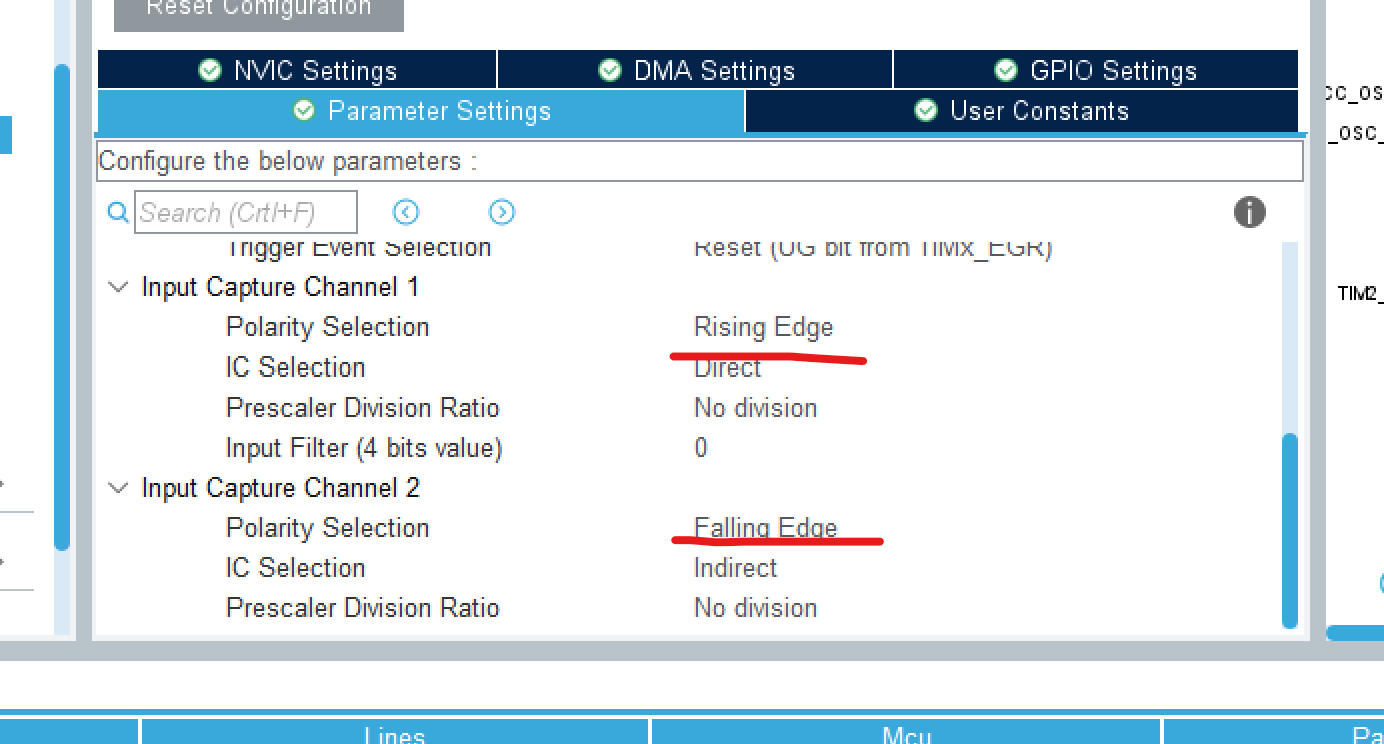 Reset Configuration
NVIC Settings
DMA Settings
GPIO Settings
Parameter Settings
User Constants
Configure the below parameters :
Search (Crtl+F)
Trigger Event Selection Reset (UG bit from TIMx_EGR)
Input Capture Channel 1
Polarity Selection Rising Edge
IC Selection Direct
Prescaler Division Ratio No division
Input Filter (4 bits value) 0
Input Capture Channel 2
Polarity Selection Falling Edge
IC Selection Indirect
Prescaler Division Ratio No division
_OSC_
TIM2_
Lines
Mcu